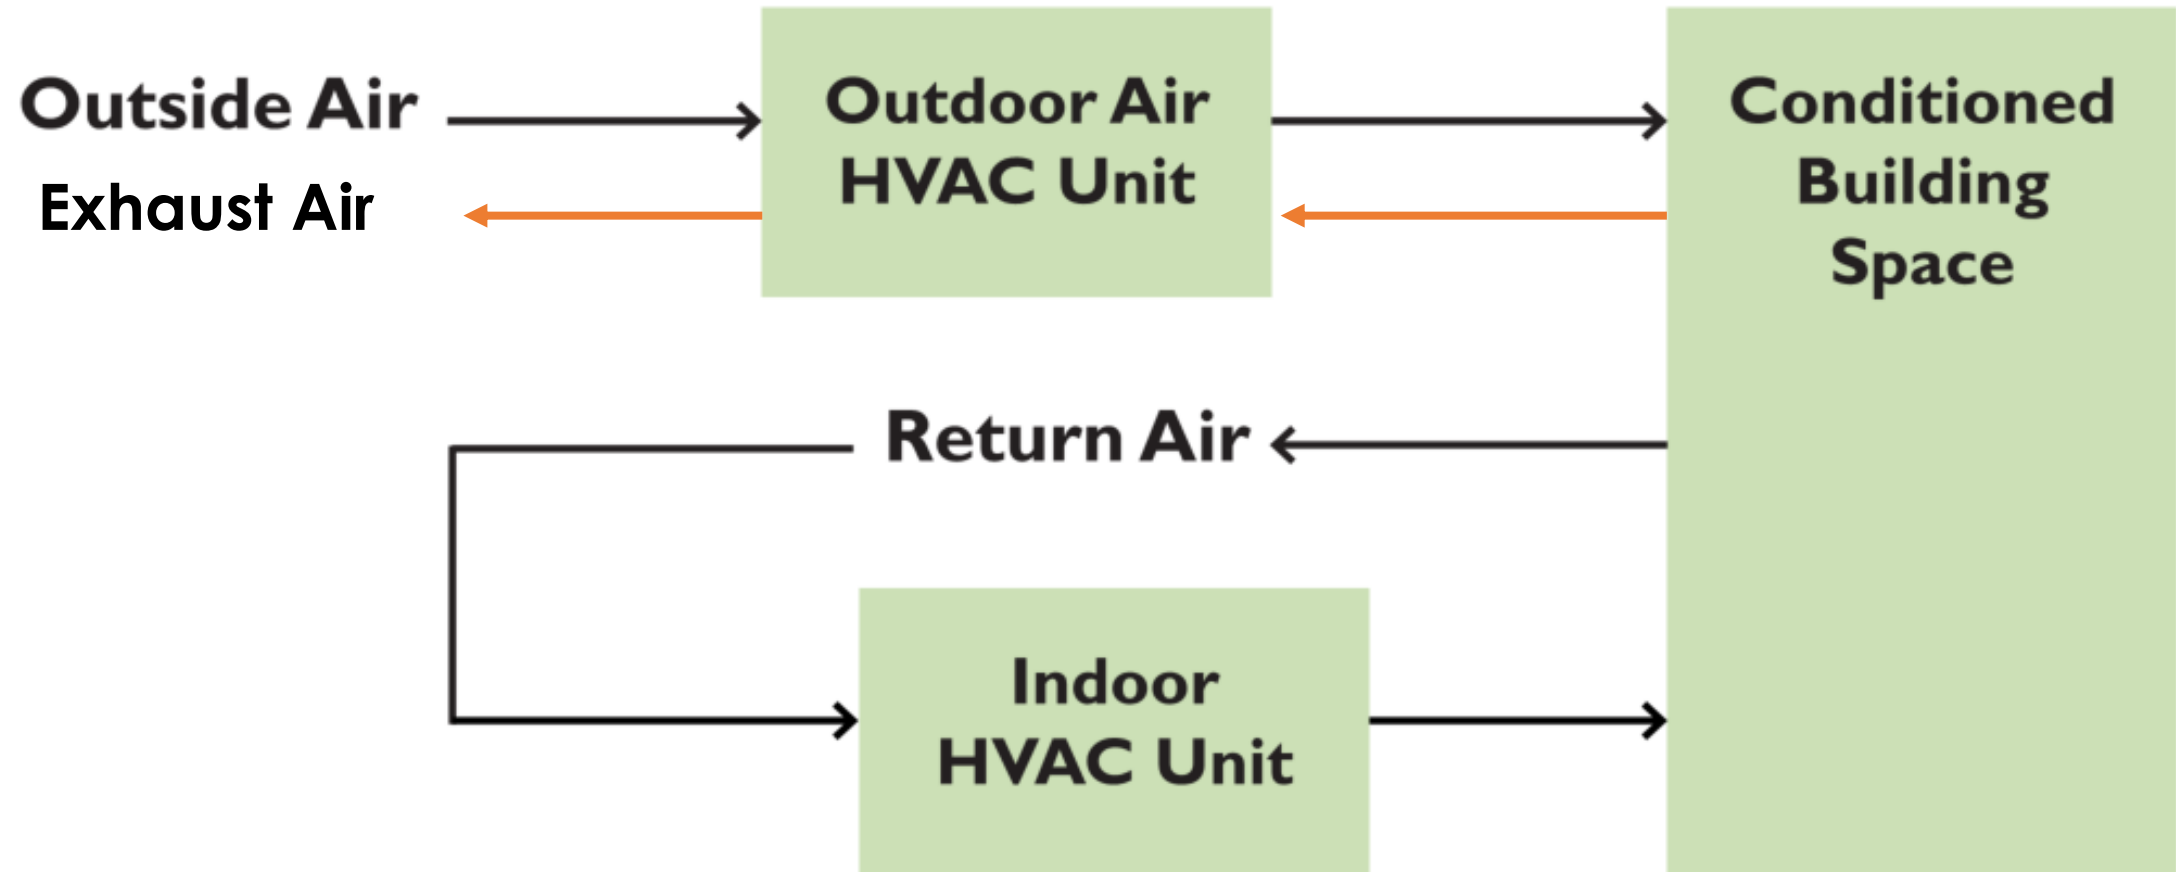 Outside Air
Exhaust Air
Outdoor Air
HVAC Unit
Conditioned
Building
Space
Return Air
Indoor
HVAC Unit